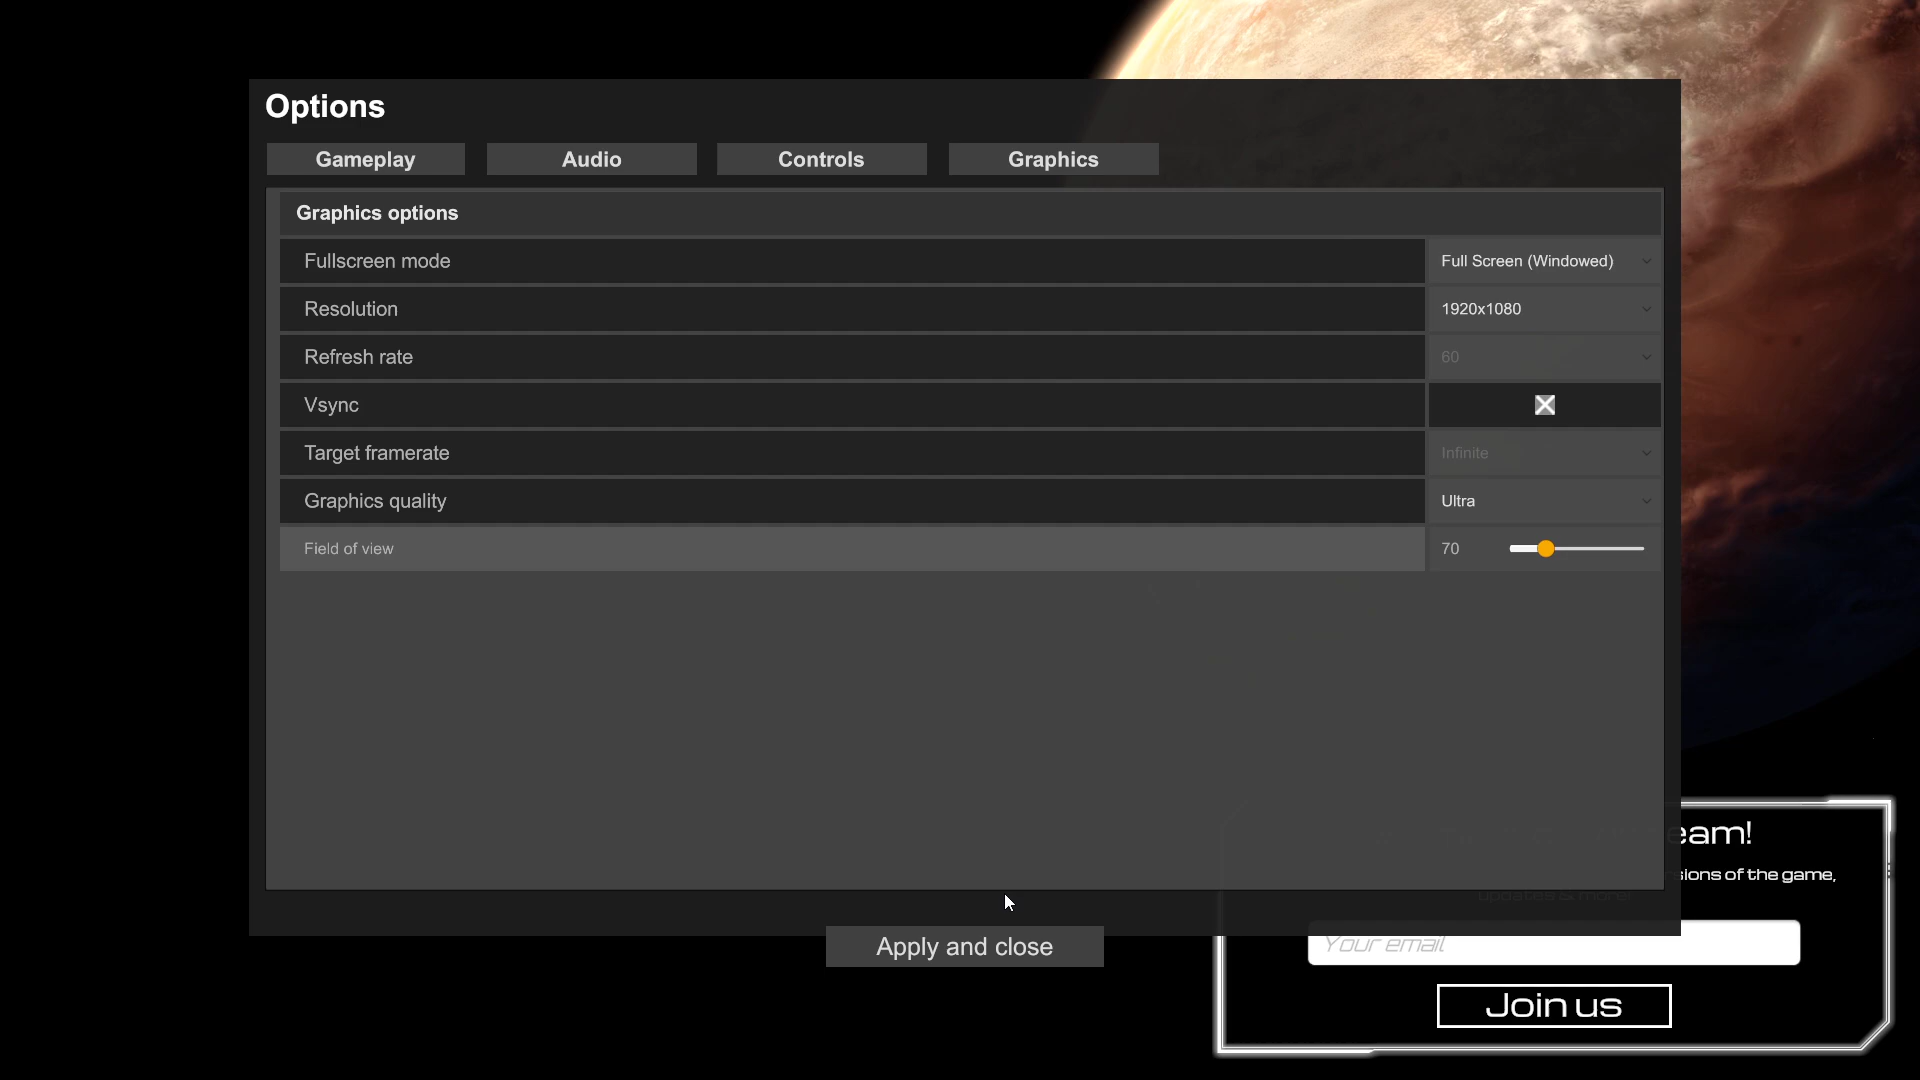 Options
Gameplay Audio Controls Graphics
Graphics options
Fullscreen mode Full Screen (Windowed)
Resolution 1920x1080
Refresh rate 60
Vsync
Target framerate Infinite
Graphics quality Ultra
Field of view 70
eam!
sions of the game,
updates & more!
Your email
Apply and close
Join us